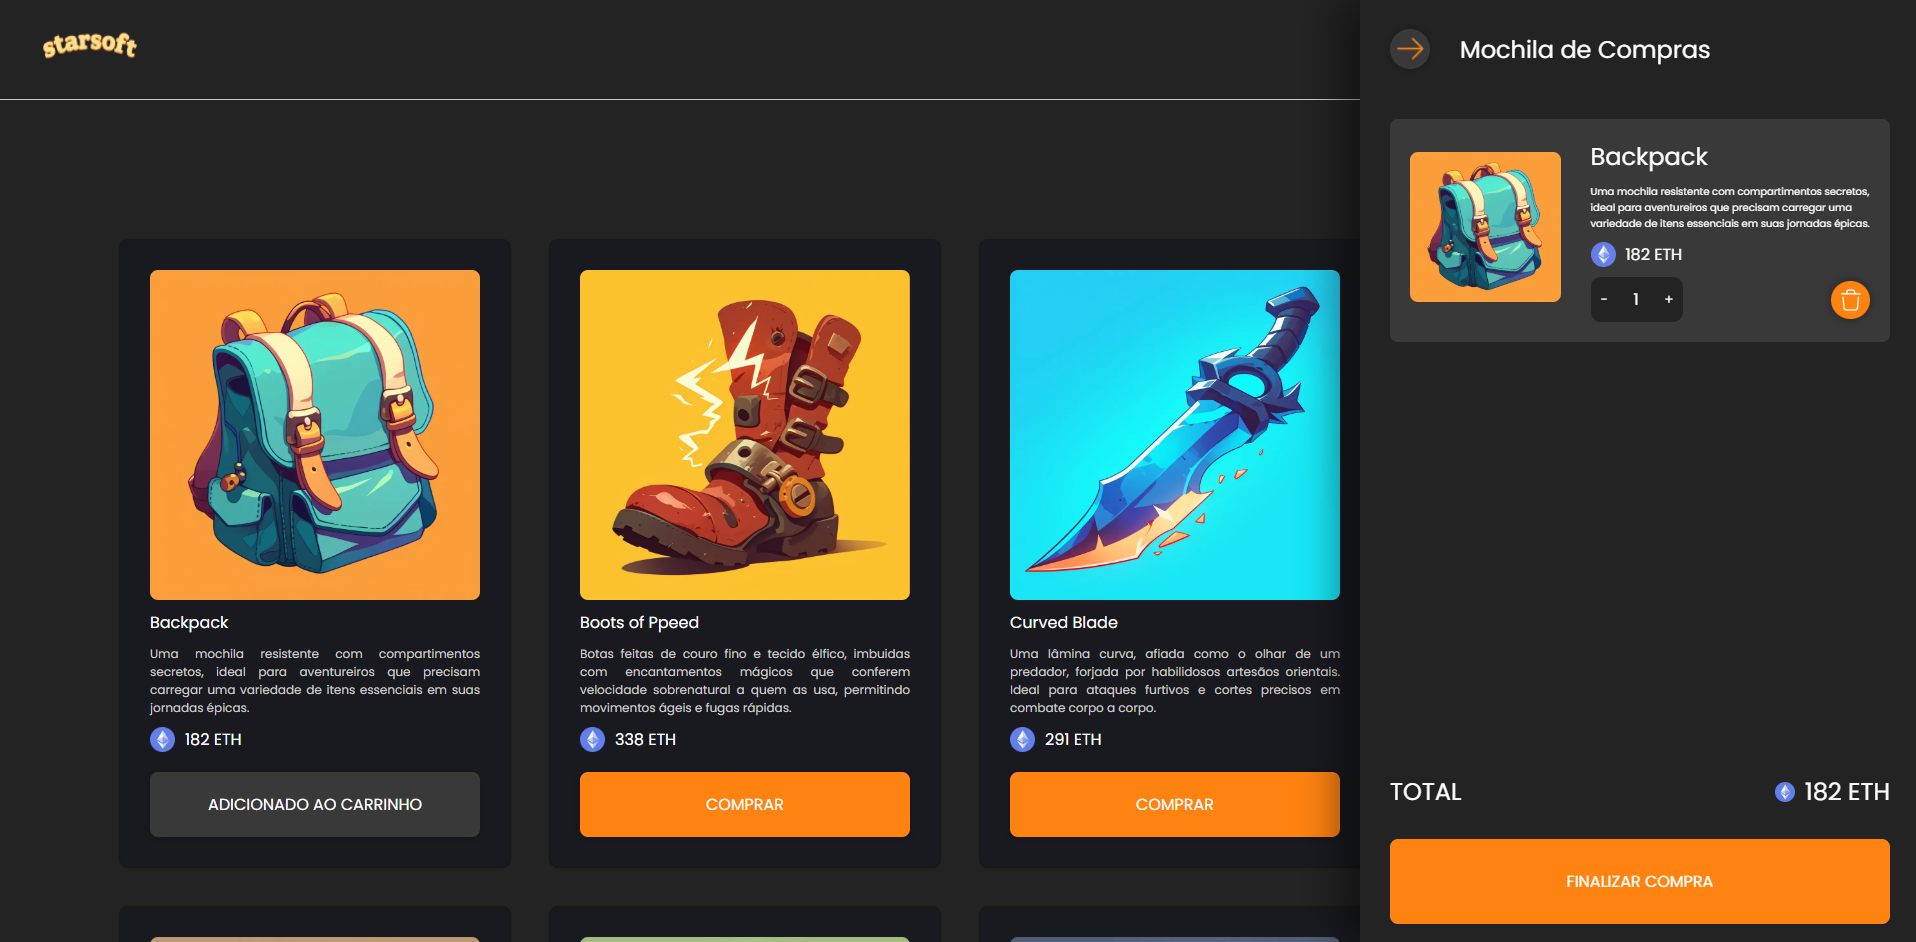 starsoft
Backpack
Uma mochila resistente com compartimentos
secretos, ideal para aventureiros que precisam
carregar uma variedade de itens essenciais em suas
jornadas épicas.
182 ETH
ADICIONADO AO CARRINHO
Boots of Ppeed
Botas feitas de couro fino e tecido élfico, imbuidas
com encantamentos mágicos que conferem
velocidade sobrenatural a quem as usa, permitindo
movimentos ágeis e fugas rápidas.
338 ETH
COMPRAR
Curved Blade
Uma lâmina curva, afiada como o olhar de um
predador, forjada por habilidosos artesãos orientais.
Ideal para ataques furtivos e cortes precisos em
combate corpo a corpo.
291 ETH
COMPRAR
Mochila de Compras
Backpack
Uma mochila resistente com compartimentos secretos,
ideal para aventureiros que precisam carregar uma
variedade de itens essenciais em suas jornadas épicas.
182 ETH
- 1 +
TOTAL 182 ETH
FINALIZAR COMPRA